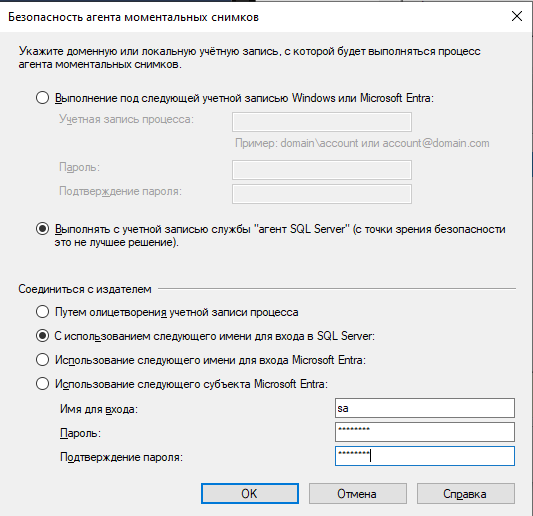 Безопасность агента моментальных снимков
Укажите доменную или локальную учётную запись, с которой будет выполняться процесс
агента моментальных снимков.
Выполнение под следующей учетной записью Windows или Microsoft Entra:
Учетная запись процесса:
Пример: domain\account или account@domain.com
Пароль:
Подтверждение пароля:
Выполнять с учетной записью службы "агент SQL Server" (с точки зрения безопасности
это не лучшее решение).
Соединиться с издателем
Путем олицетворения учетной записи процесса
С использованием следующего имени для входа в SQL Server:
Использование следующего имени для входа Microsoft Entra:
Использование следующего субъекта Microsoft Entra:
Имя для входа: sa
Пароль: ********
Подтверждение пароля: ********
OK Отмена Справка